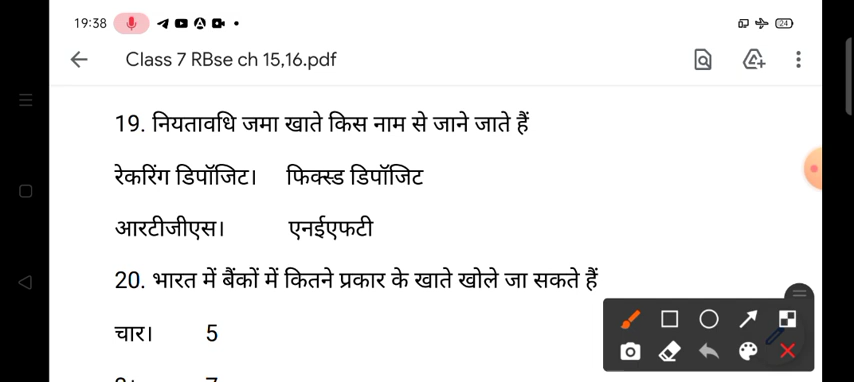 19:38
24
Class 7 RBse ch 15,16.pdf
19. नियतावधि जमा खाते किस नाम से जाने जाते हैं
रेकरिंग डिपॉजिट। फिक्स्ड डिपॉजिट
आरटीजीएस। एनईएफटी
20. भारत में बैंकों में कितने प्रकार के खाते खोले जा सकते हैं
चार। 5